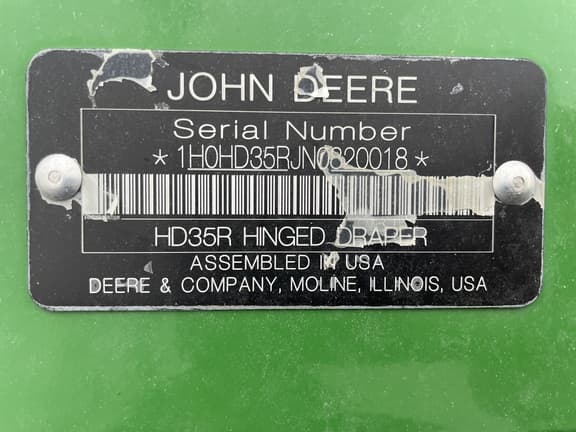 JOHN DEERE
Serial Number
*1H0HD35RJN0820018*
HD35R HINGED DRAPER
ASSEMBLED IN USA
DEERE & COMPANY, MOLINE, ILLINOIS, USA